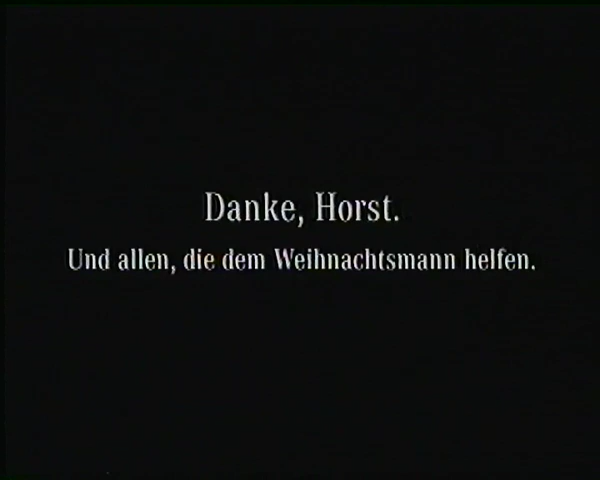 Danke, Horst.
Und allen, die dem Weihnachtsmann helfen.